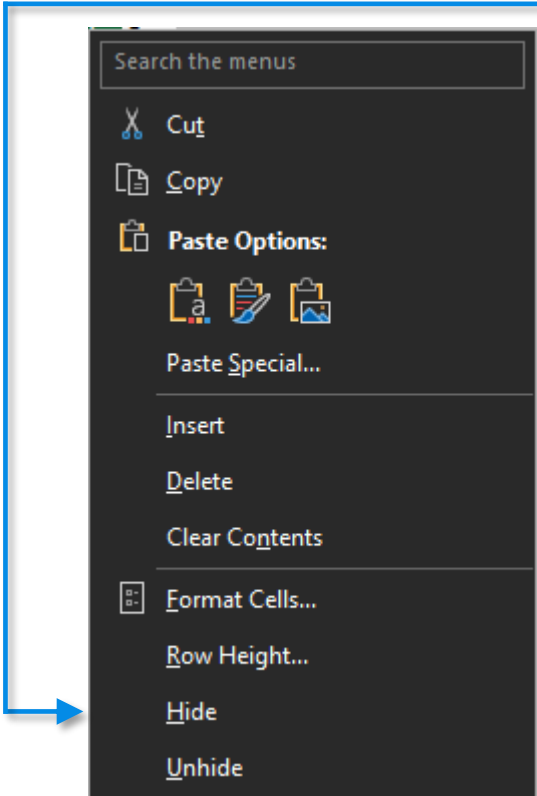 Search the menus
Cut
Copy
Paste Options:
a
Paste Special...
Insert
Delete
Clear Contents
Format Cells...
Row Height...
Hide
Unhide